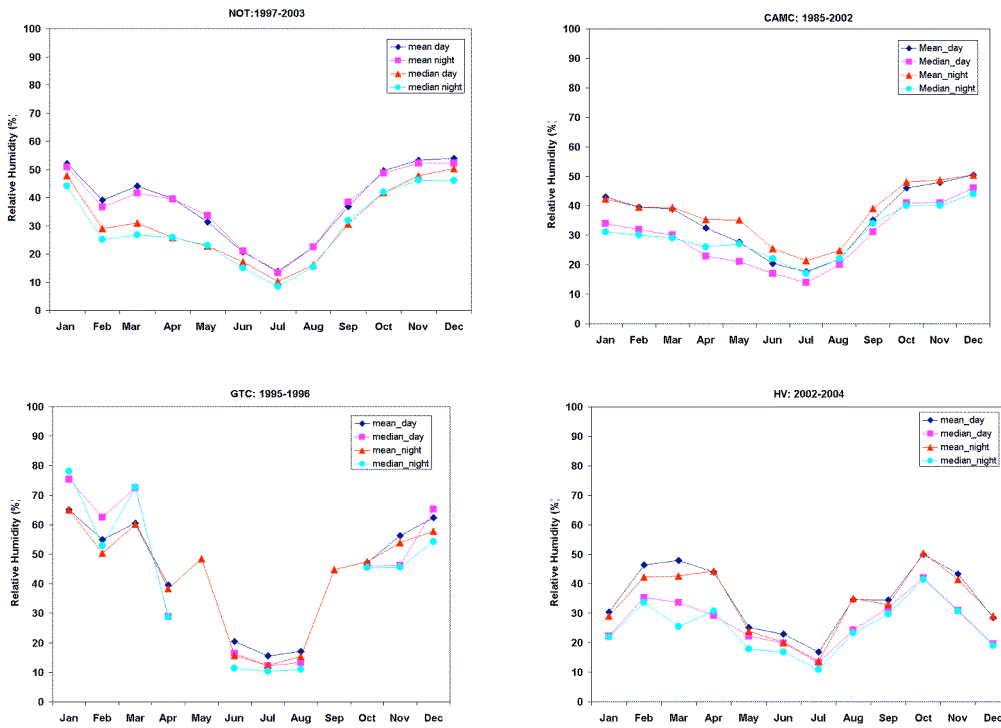 NOT:1997-2003
100
90
80
70
60
50
40
30
20
10
0
Relative Humidity (%;
mean day
mean night
median day
median night
Jan Feb Mar Apr May Jun Jul Aug Sep Oct Nov Dec
CAMC: 1985-2002
100
90
80
70
60
50
40
30
20
10
0
Relative Humidity (%;
Mean_day
Median_day
Mean_night
Median_night
Jan Feb Mar Apr May Jun Jul Aug Sep Oct Nov Dec
GTC: 1995-1996
100
90
80
70
60
50
40
30
20
10
0
Relative Humidity (%;
mean_day
median_day
mean_night
median_night
Jan Feb Mar Apr May Jun Jul Aug Sep Oct Nov Dec
HV: 2002-2004
100
90
80
70
60
50
40
30
20
10
0
Relative Humidity (%;
mean_day
median_day
mean_night
median_night
Jan Feb Mar Apr May Jun Jul Aug Sep Oct Nov Dec